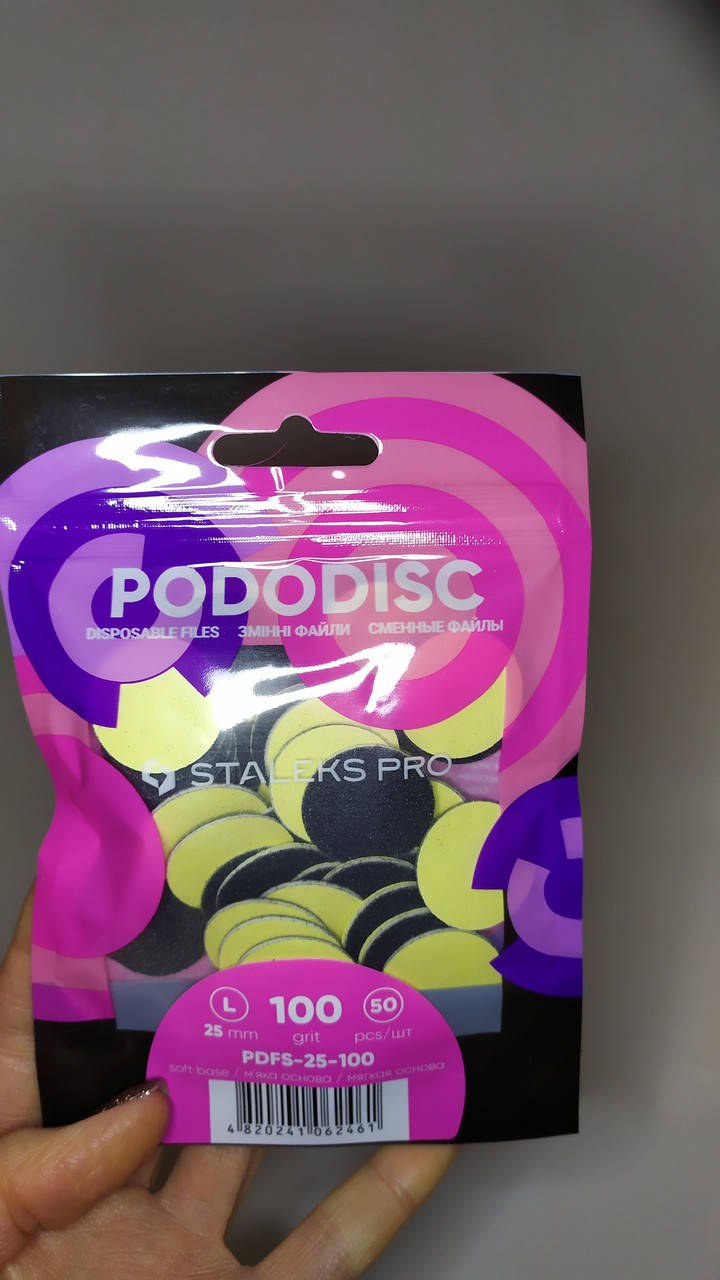 PODODISC
DISPOSABLE FILES ЗМІННІ ФАЙЛИ СМЕННЫЕ ФАЙЛЫ
STALEKS PRO
L 100 50
25 mm grit pcs/шт
PDFS-25-100
soft base / м'яка основа / мягкая основа
4 820241 062461